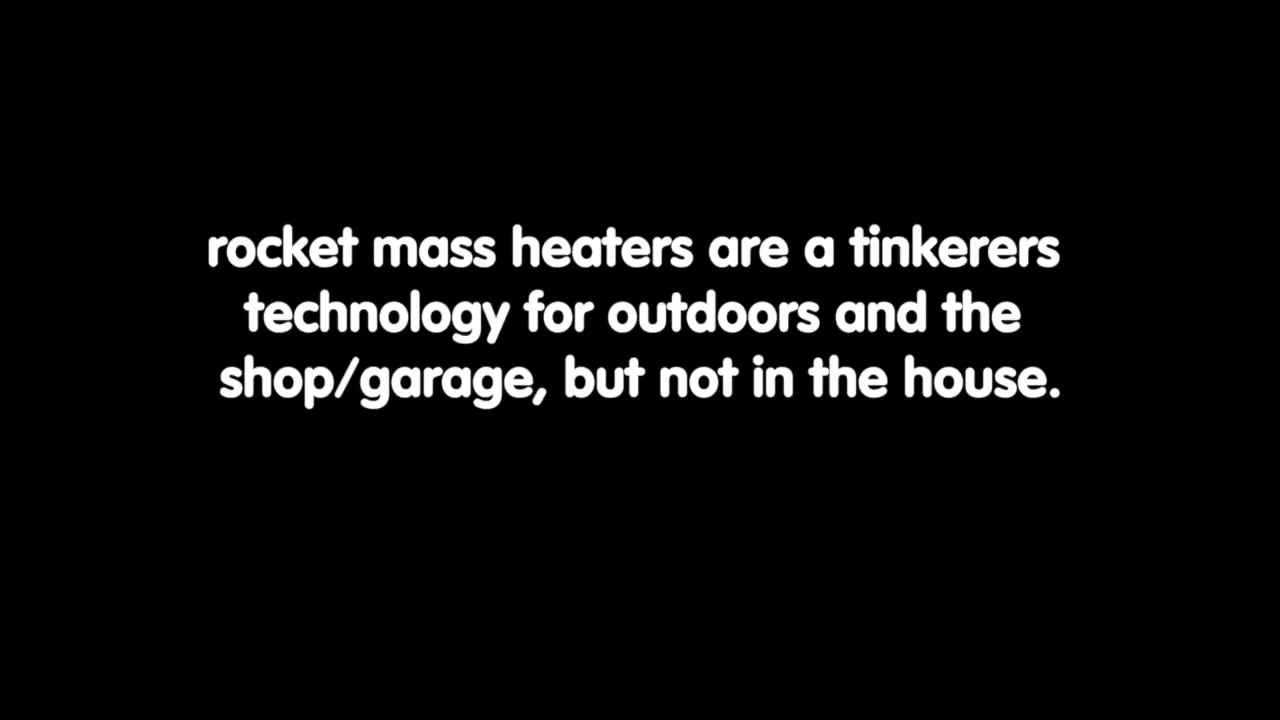 rocket mass heaters are a tinkerers
technology for outdoors and the
shop/garage, but not in the house.